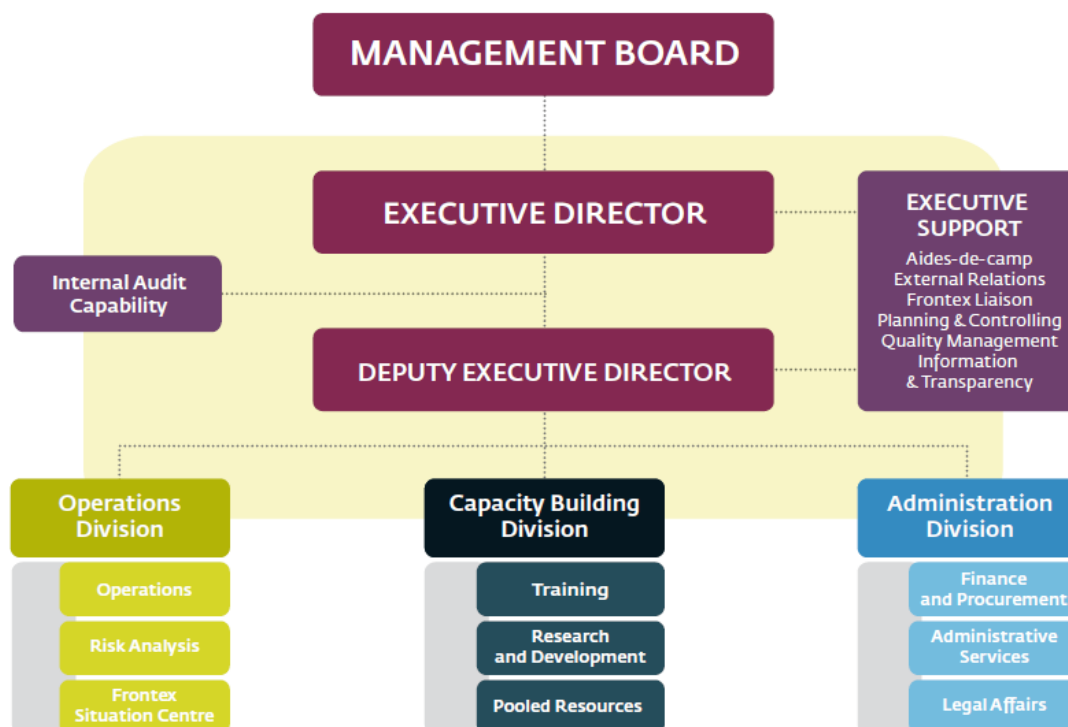 MANAGEMENT BOARD
EXECUTIVE DIRECTOR
EXECUTIVE
SUPPORT
Aides-de-camp
External Relations
Frontex Liaison
Planning & Controlling
Quality Management
Information
& Transparency
Internal Audit
Capability
DEPUTY EXECUTIVE DIRECTOR
Operations
Division
Operations
Risk Analysis
Frontex
Situation Centre
Capacity Building
Division
Training
Research
and Development
Pooled Resources
Administration
Division
Finance
and Procurement
Administrative
Services
Legal Affairs